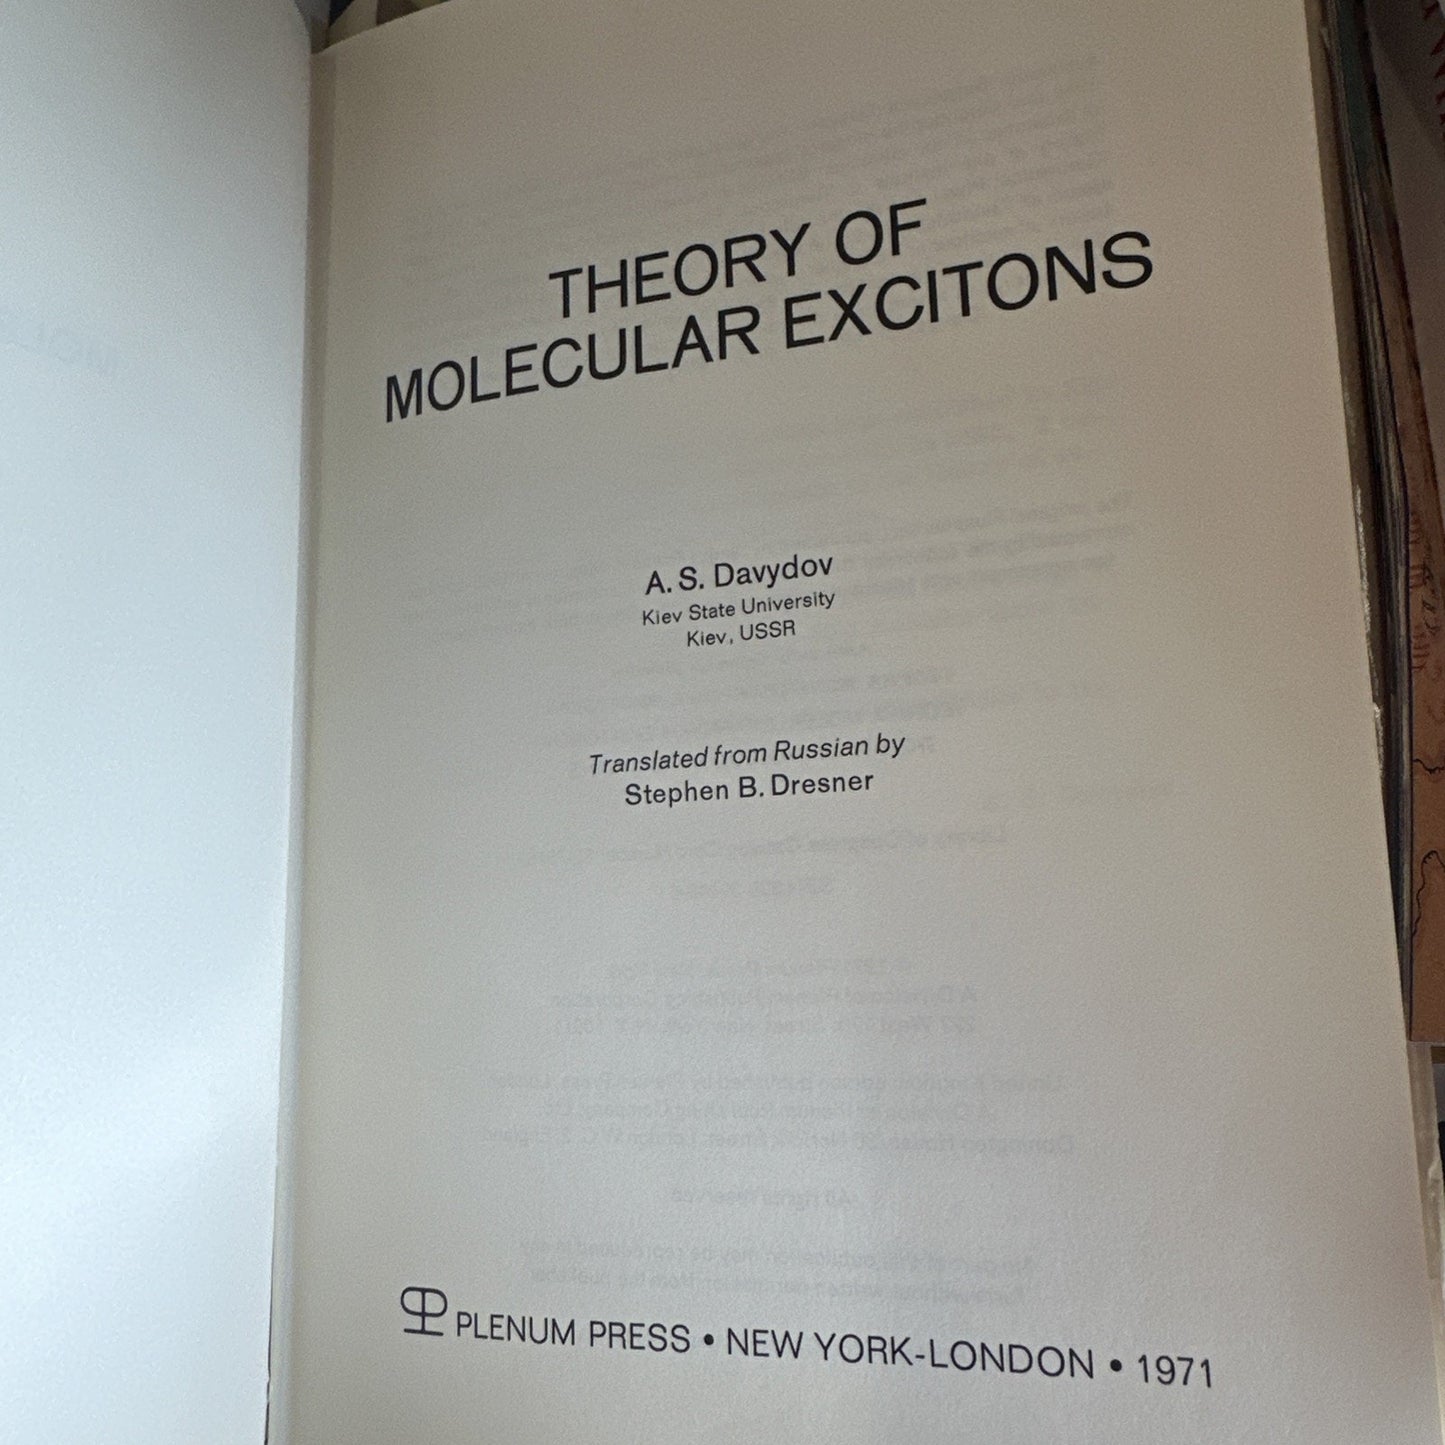 THEORY OF
MOLECULAR EXCITONS
A. S. Davydov
Kiev State University
Kiev, USSR
Translated from Russian by
Stephen B. Dresner
PLENUM PRESS • NEW YORK-LONDON • 1971